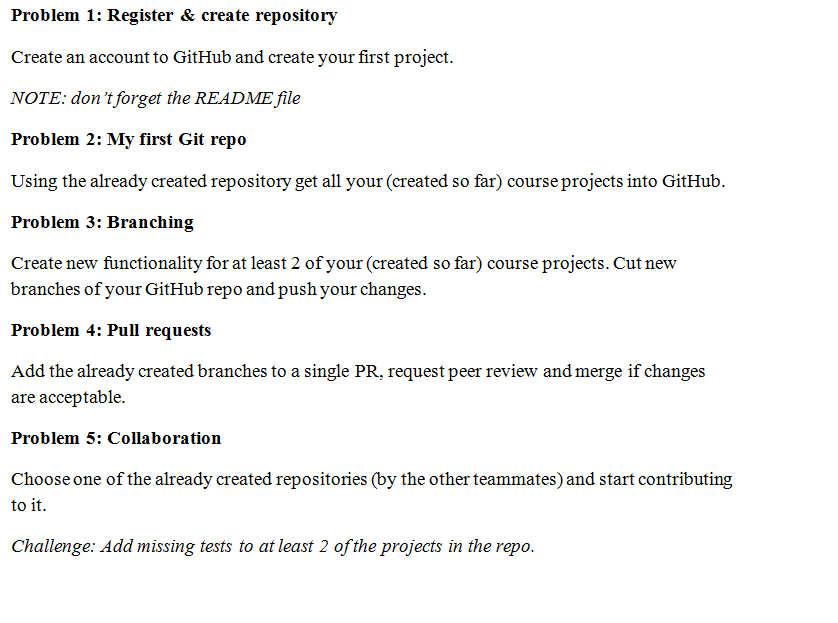 Problem 1: Register & create repository
Create an account to GitHub and create your first project.
NOTE: don't forget the README file
Problem 2: My first Git repo
Using the already created repository get all your (created so far) course projects into GitHub.
Problem 3: Branching
Create new functionality for at least 2 of your (created so far) course projects. Cut new
branches of your GitHub repo and push your changes.
Problem 4: Pull requests
Add the already created branches to a single PR, request peer review and merge if changes
are acceptable.
Problem 5: Collaboration
Choose one of the already created repositories (by the other teammates) and start contributing
to it.
Challenge: Add missing tests to at least 2 of the projects in the repo.